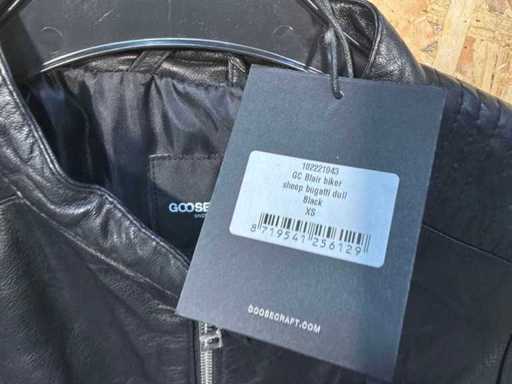 GOOSE
102221043
GC Blair biker
sheep bugatti dull
Black
XS
8 719541 256129
GOOSECRAFT.COM